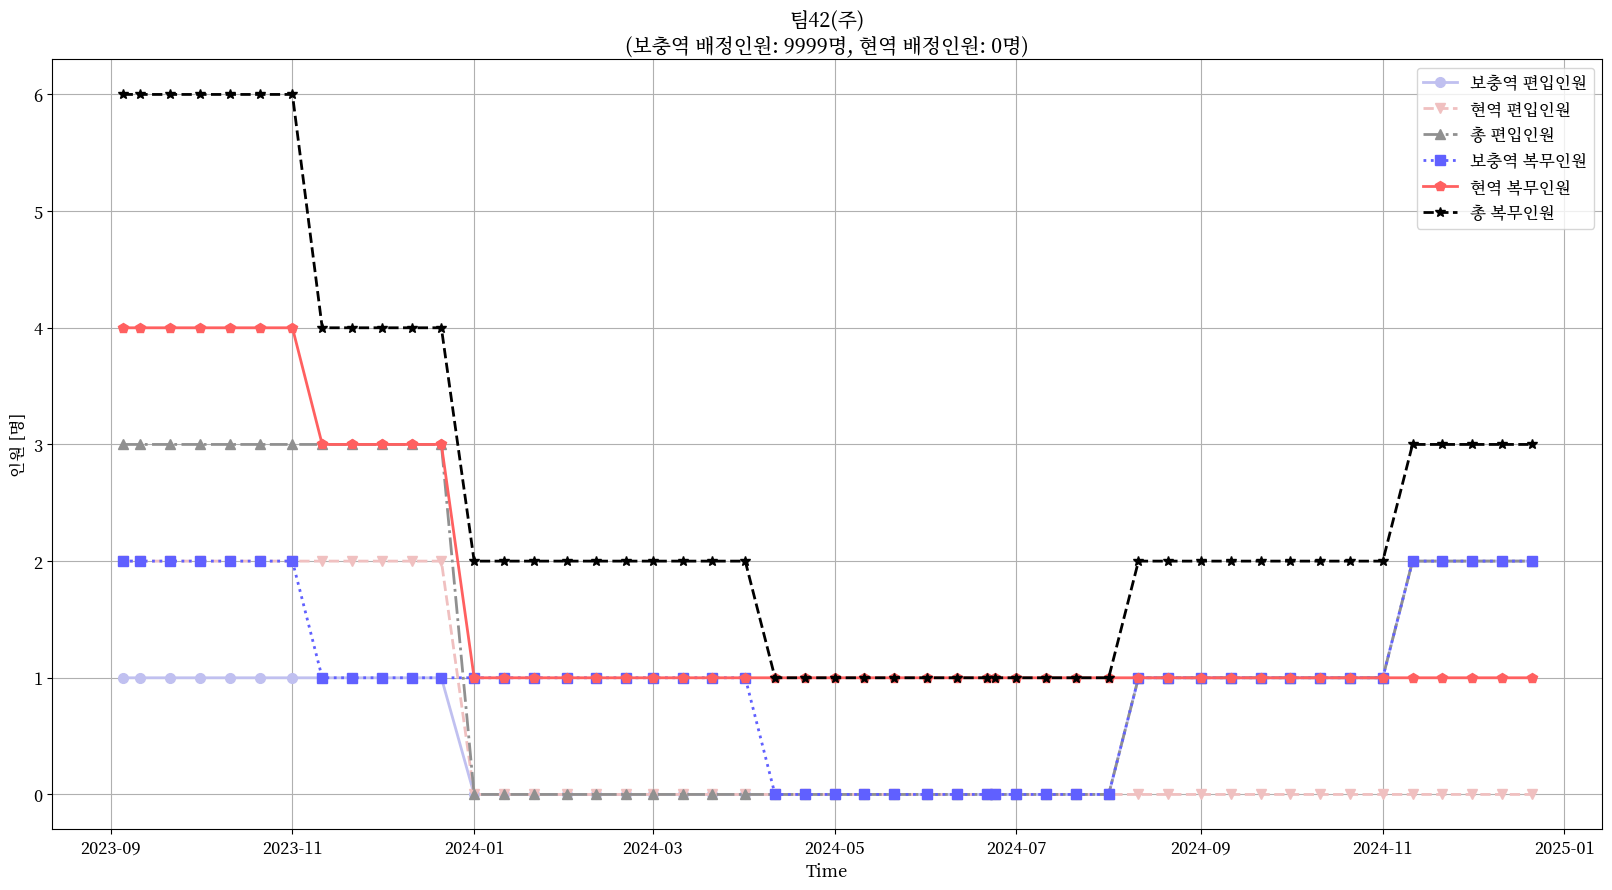 팀42(주)
(보충역 배정인원: 9999명, 현역 배정인원: 0명)
보충역 편입인원
현역 편입인원
총 편입인원
보충역 복무인원
현역 복무인원
총 복무인원
인원 [명]
6
5
4
3
2
1
0
2023-09
2023-11
2024-01
2024-03
2024-05
2024-07
2024-09
2024-11
2025-01
Time